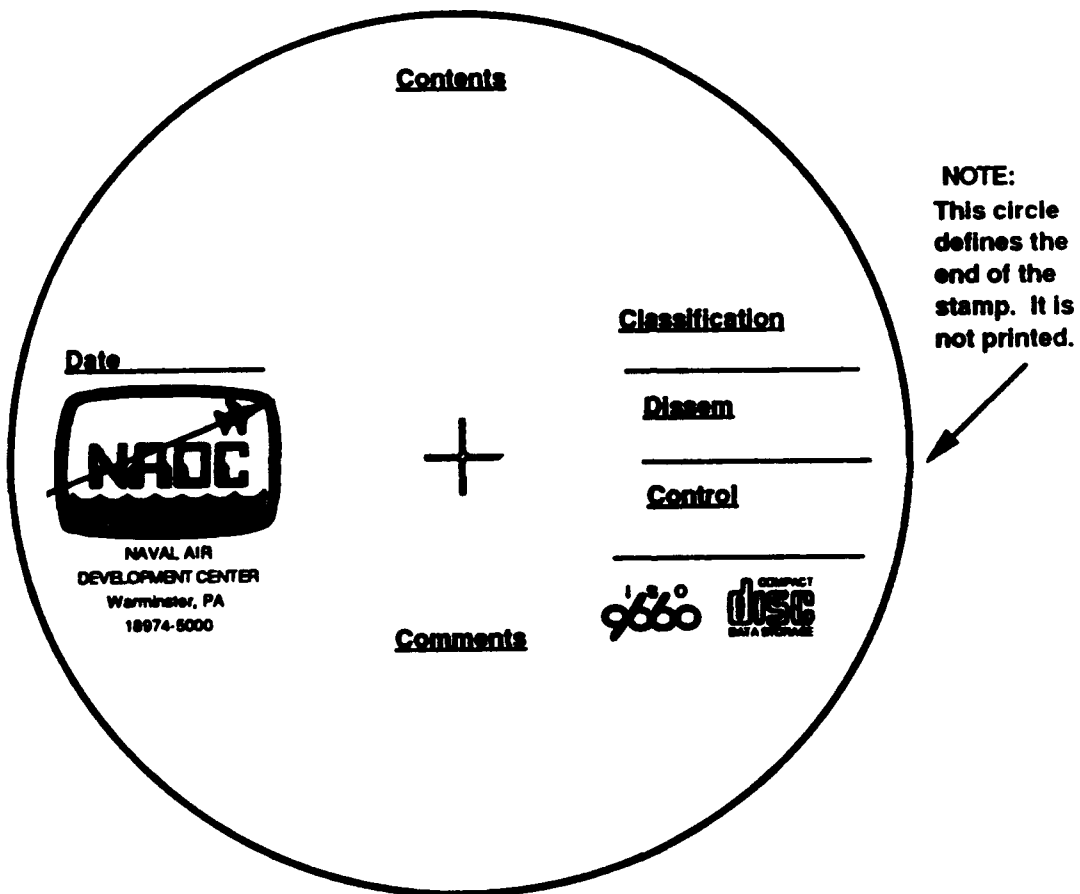 Contents
NOTE:
This circle
defines the
end of the
stamp. It is
not printed.
Classification
Date
Dissem
NADC
Control
NAVAL AIR
DEVELOPMENT CENTER
Warminster, PA
18974-5000
ISO
9660
COMPACT
disc
DATA STORAGE
Comments